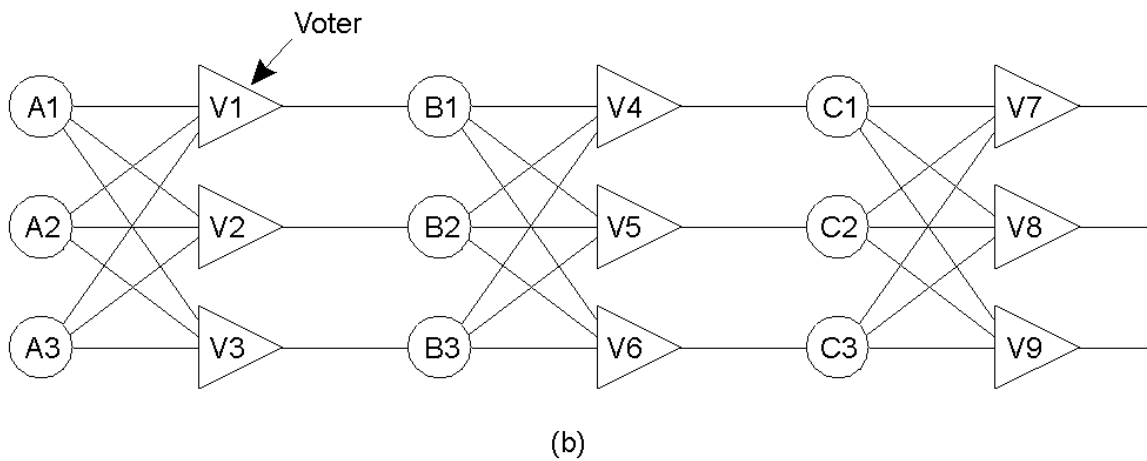 Voter
A1 V1 B1 V4 C1 V7
A2 V2 B2 V5 C2 V8
A3 V3 B3 V6 C3 V9
(b)